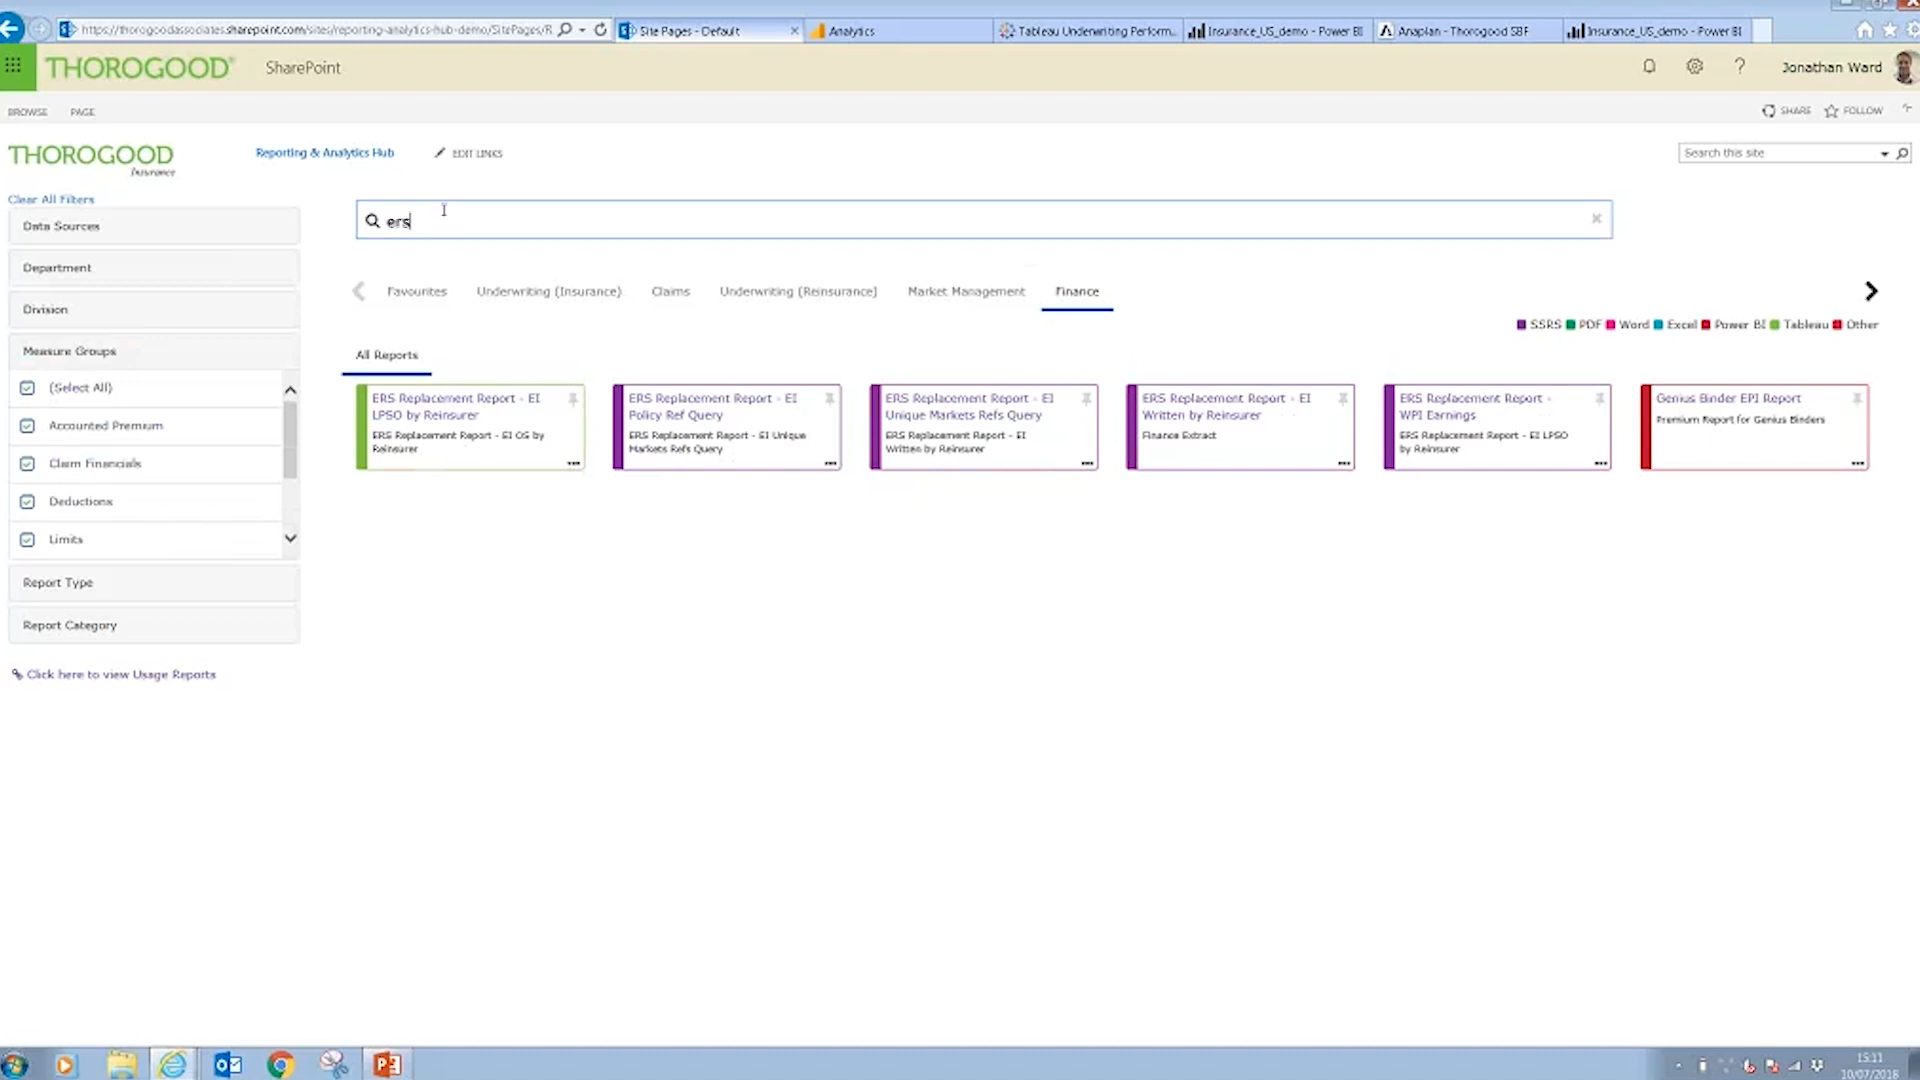 https://thorogoodassociates.sharepoint.com/sites/reporting-analytics-hub-demo/SitePages/R
Site Pages - Default
Analytics
Tableau Underwriting Perform...
Insurance_US_demo - Power BI
Anaplan - Thorogood SBF
Insurance_US_demo - Power BI
THOROGOOD
SharePoint
?
Jonathan Ward
BROWSE
PAGE
SHARE
FOLLOW
THOROGOOD
Insurance
Reporting & Analytics Hub
EDIT LINKS
Search this site
Clear All Filters
Data Sources
Department
Division
Measure Groups
(Select All)
Accounted Premium
Claim Financials
Deductions
Limits
Report Type
Report Category
Click here to view Usage Reports
ers
Favourites
Underwriting (Insurance)
Claims
Underwriting (Reinsurance)
Market Management
Finance
SSRS PDF Word Excel Power BI Tableau Other
All Reports
ERS Replacement Report - EI
LPSO by Reinsurer
ERS Replacement Report - EI OS by
Reinsurer
ERS Replacement Report - EI
Policy Ref Query
ERS Replacement Report - EI Unique
Markets Refs Query
ERS Replacement Report - EI
Unique Markets Refs Query
ERS Replacement Report - EI
Written by Reinsurer
ERS Replacement Report - EI
Written by Reinsurer
Finance Extract
ERS Replacement Report -
WPI Earnings
ERS Replacement Report - EI LPSO
by Reinsurer
Genius Binder EPI Report
Premium Report for Genius Binders
15:11
10/07/2018